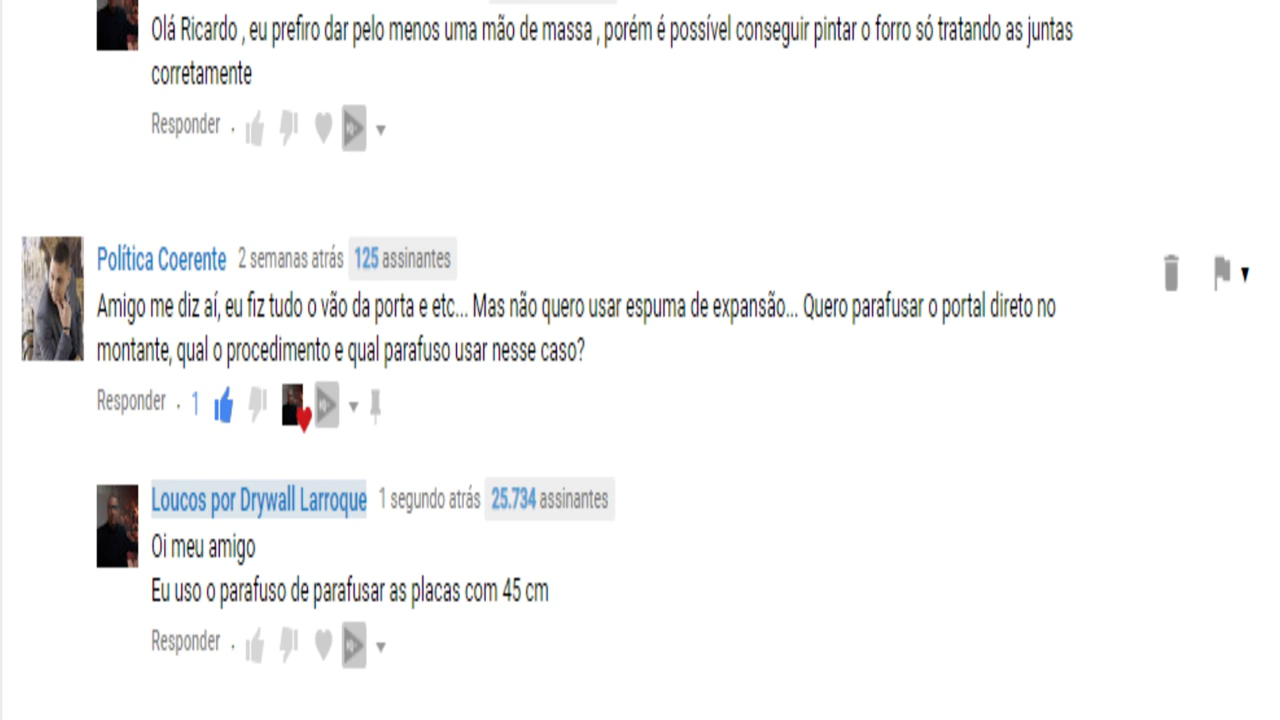 Olá Ricardo , eu prefiro dar pelo menos uma mão de massa , porém é possível conseguir pintar o forro só tratando as juntas
corretamente
Responder .
Política Coerente 2 semanas atrás 125 assinantes
Amigo me diz aí, eu fiz tudo o vão da porta e etc... Mas não quero usar espuma de expansão... Quero parafusar o portal direto no
montante, qual o procedimento e qual parafuso usar nesse caso?
Responder . 1
Loucos por Drywall Larroque 1 segundo atrás 25.734 assinantes
Oi meu amigo
Eu uso o parafuso de parafusar as placas com 45 cm
Responder .